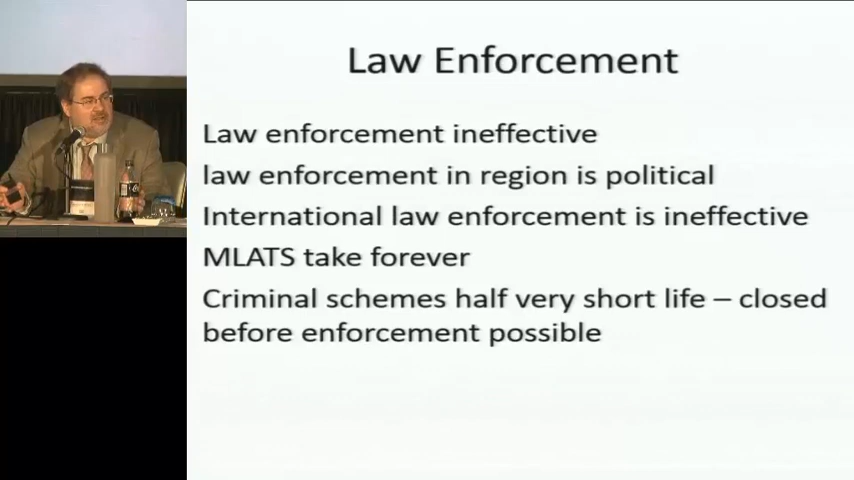 Law Enforcement
Law enforcement ineffective
law enforcement in region is political
International law enforcement is ineffective
MLATS take forever
Criminal schemes half very short life – closed
before enforcement possible